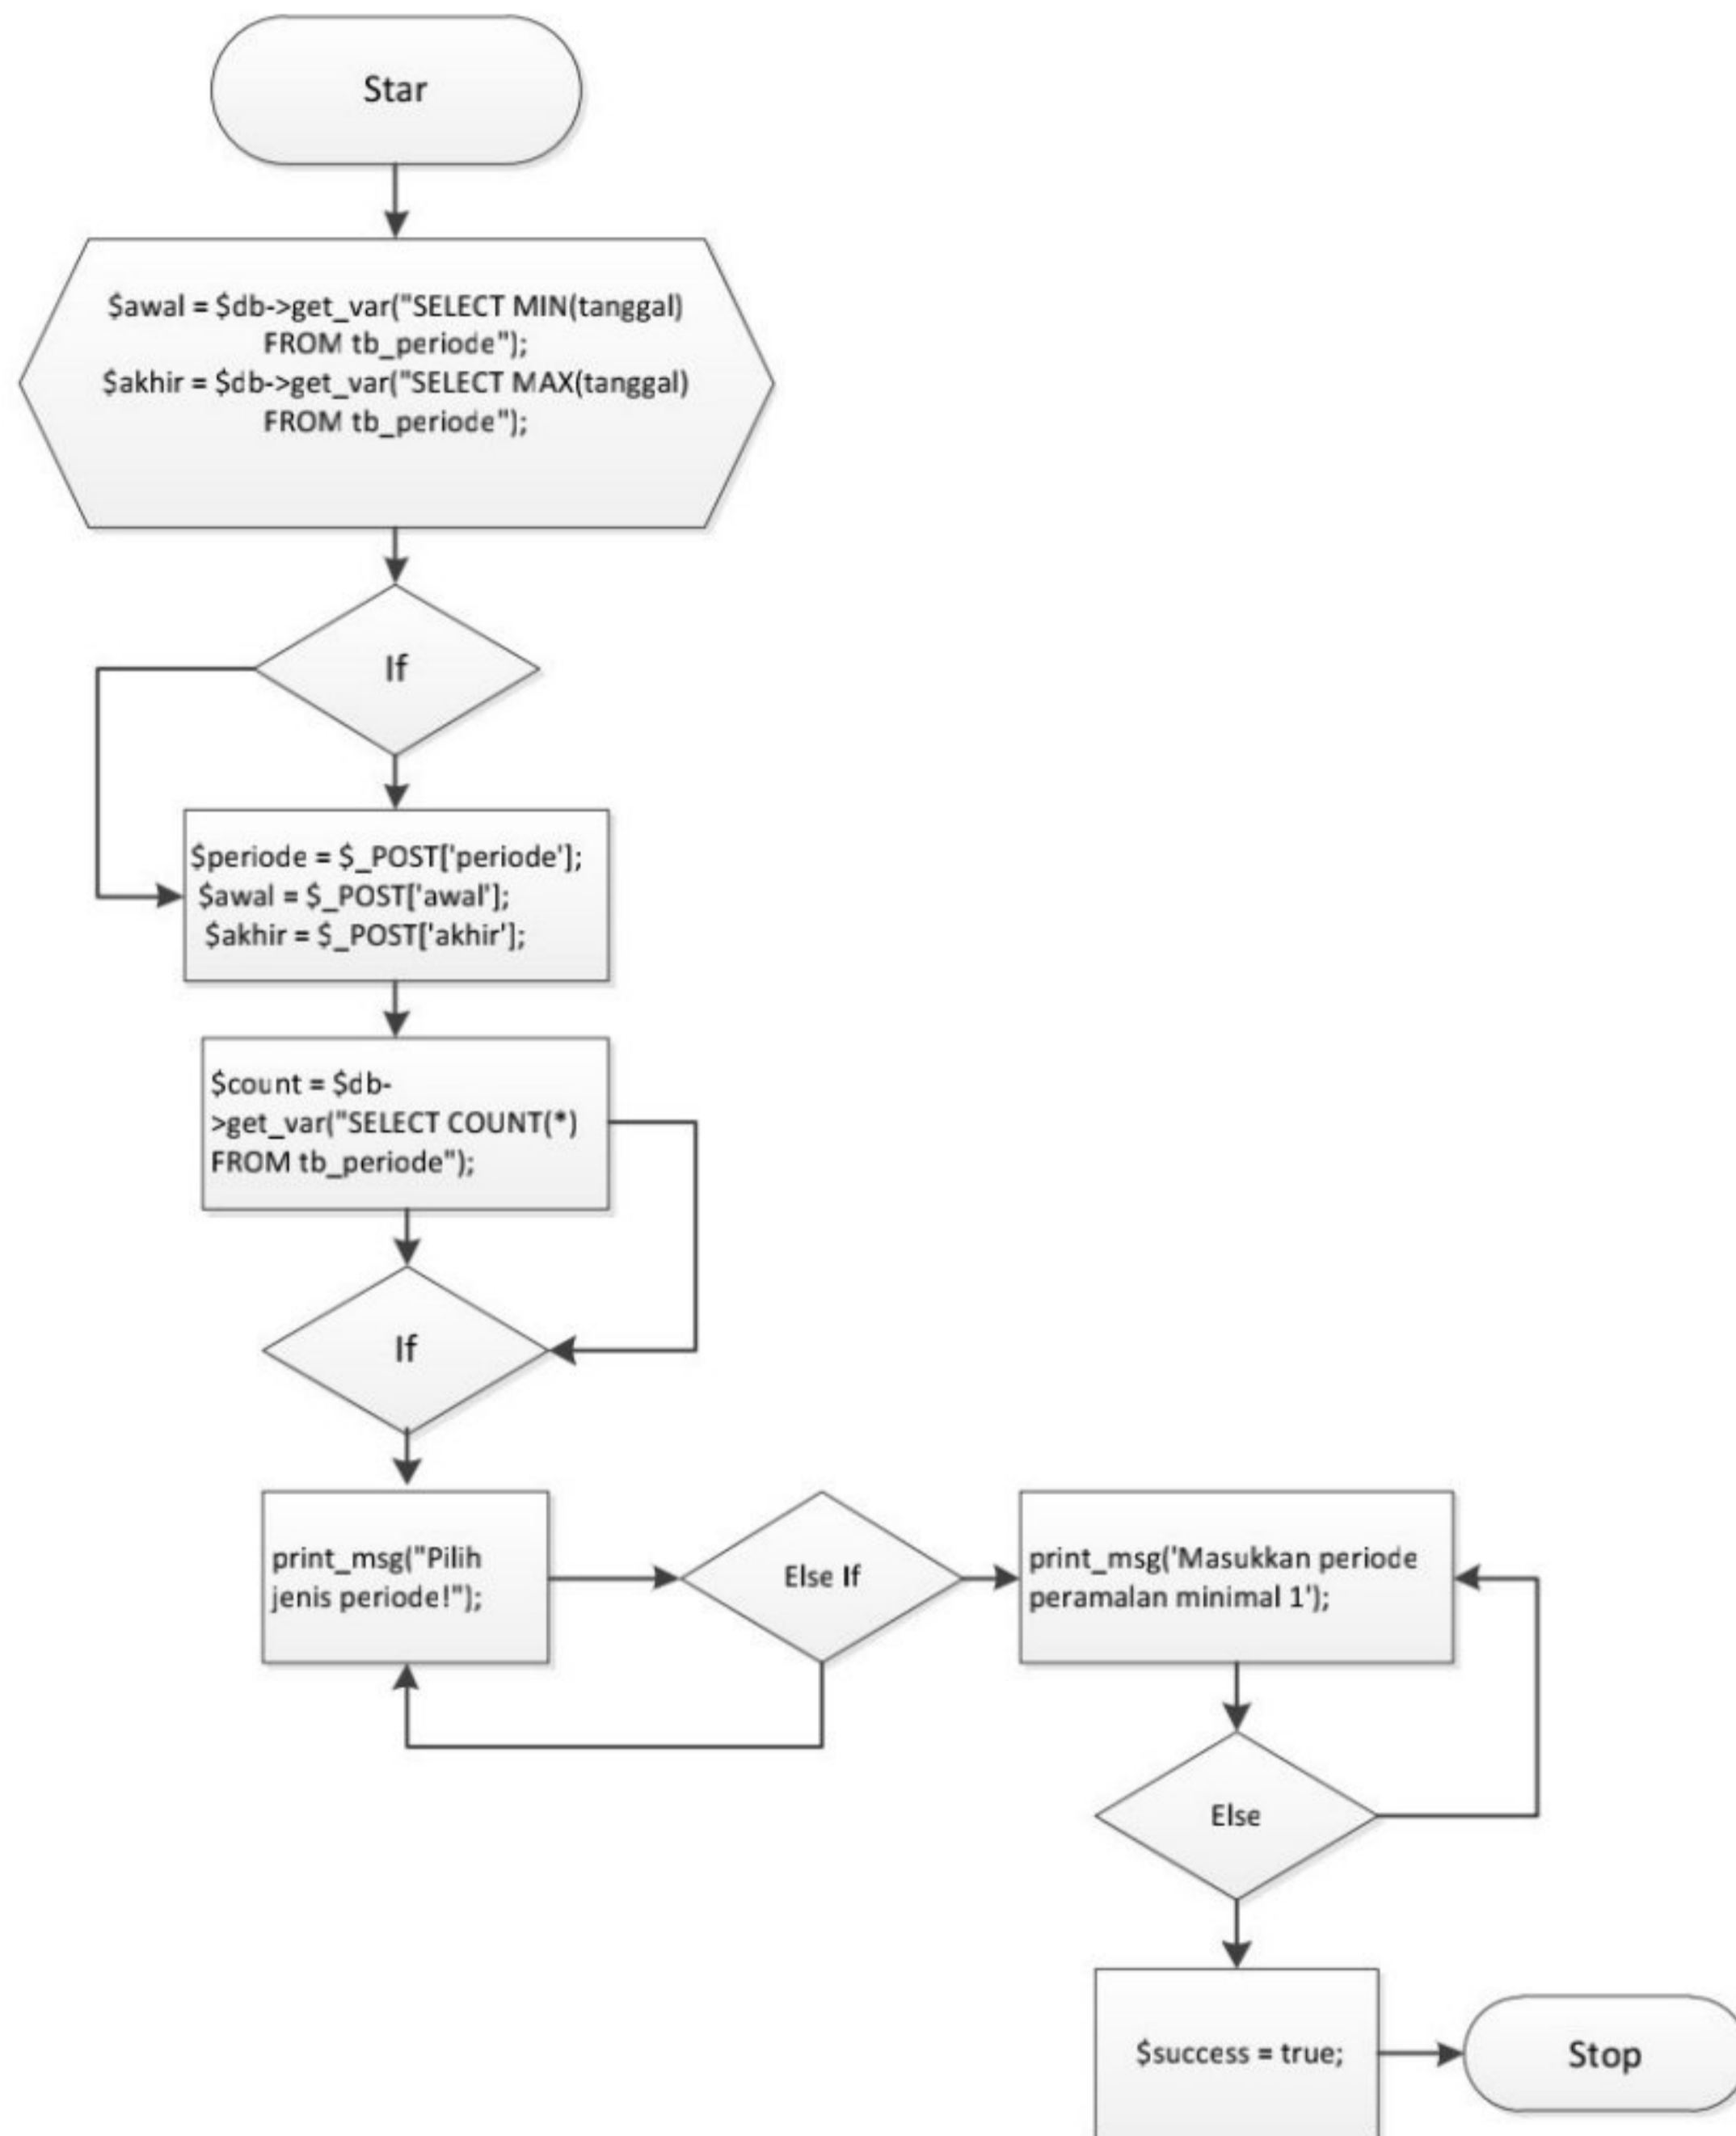 Star
$awal = $db->get_var("SELECT MIN(tanggal)
FROM tb_periode");
$akhir = $db->get_var("SELECT MAX(tanggal)
FROM tb_periode");
If
$periode = $_POST['periode'];
$awal = $_POST['awal'];
$akhir = $_POST['akhir'];
$count = $db-
>get_var("SELECT COUNT(*)
FROM tb_periode");
If
print_msg("Pilih
jenis periode!");
Else If
print_msg('Masukkan periode
peramalan minimal 1');
Else
$success = true;
Stop